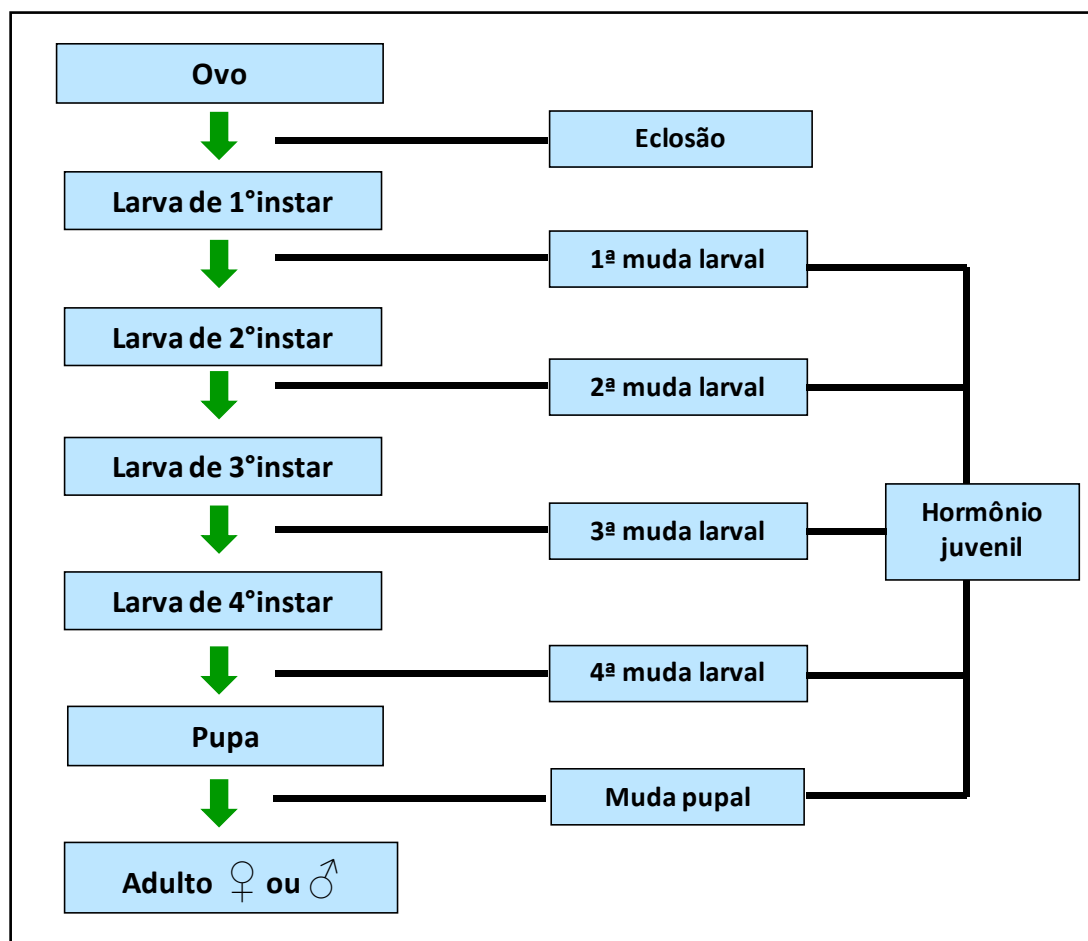 Ovo
Eclosão
Larva de 1°instar
1ª muda larval
Larva de 2°instar
2ª muda larval
Larva de 3°instar
3ª muda larval
Hormônio
juvenil
Larva de 4°instar
4ª muda larval
Pupa
Muda pupal
Adulto ♀ ou ♂